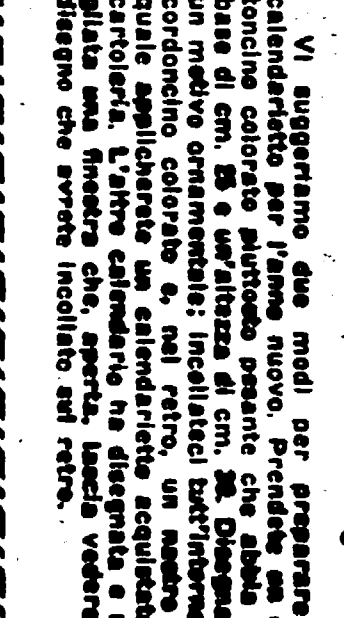 Vi suggeriamo due modi per preparare
calendarietto per l'anno nuovo. Prendete un
toncino colorato piuttosto pesante che abbia
base di cm. e un'altezza di cm. Disegna
un motivo ornamentale; incollateci tutt'intorno
cordoncino colorato e, nel retro, un nastro
quale applicherete un calendarietto acquistat
cartoleria. L'altro calendario ha disegnata e
gliata una finestra che, aperta, lascia vedere
disegno che avrete incollato sul retro.